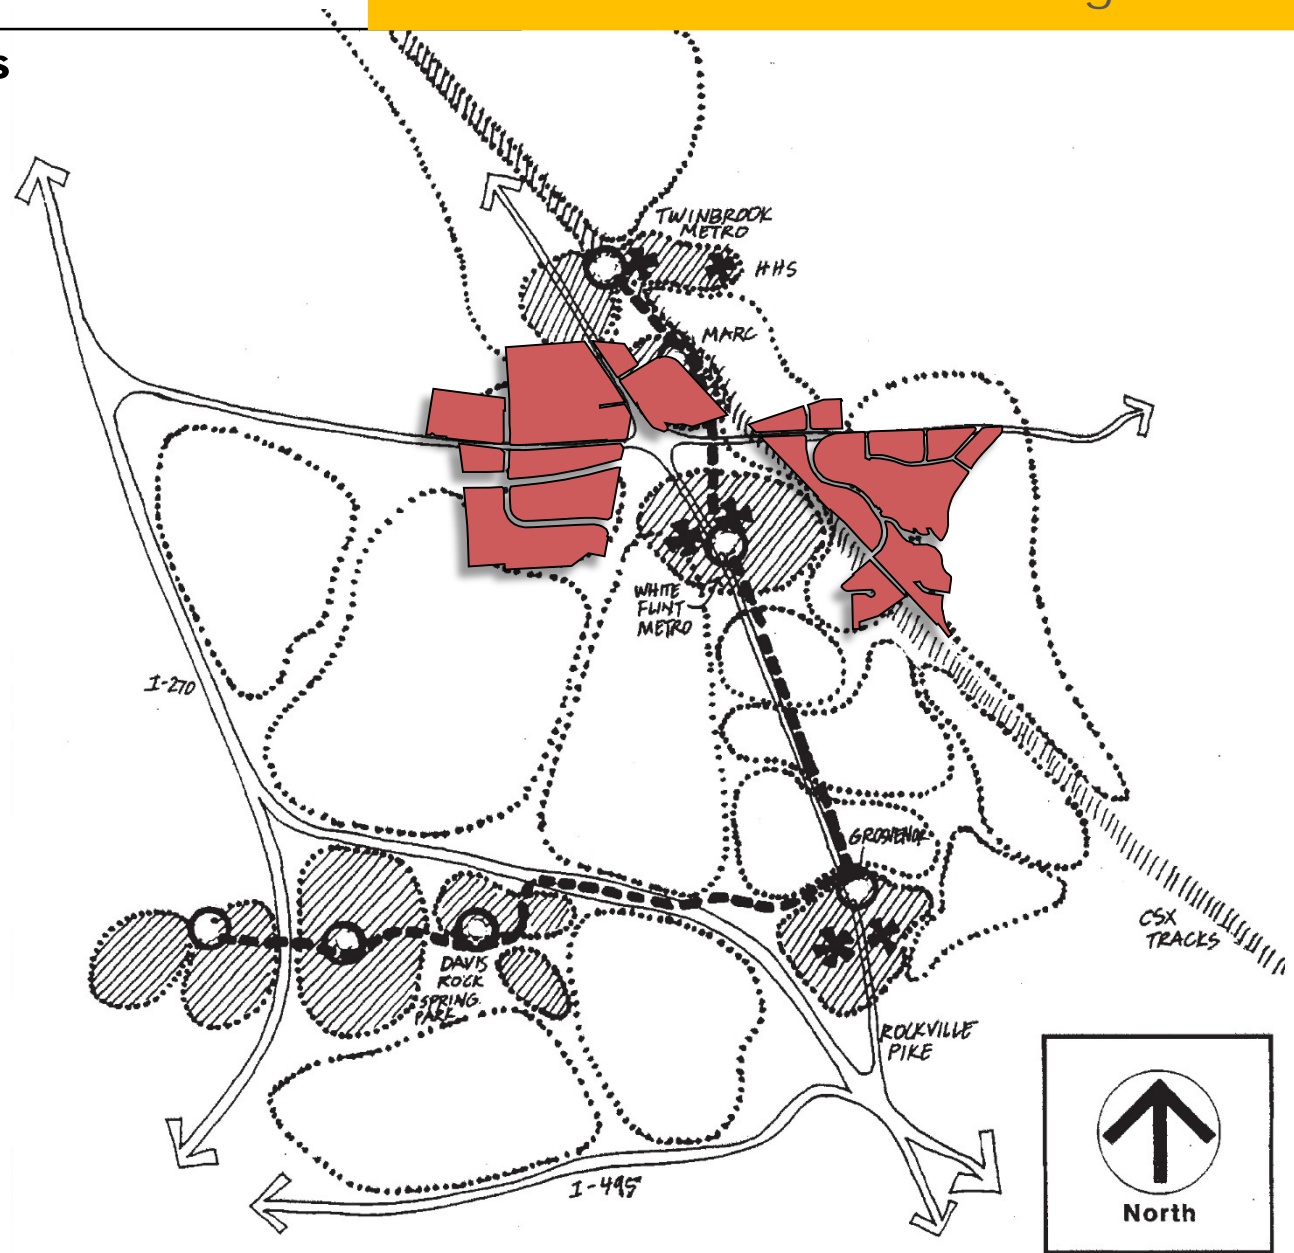 TWINBROOK
METRO
HHS
MARC
WHITE
FLINT
METRO
I-270
GROSVENOR
CSX
TRACKS
DAVIS
ROCK
SPRING
PARK
ROCKVILLE
PIKE
I-495
North